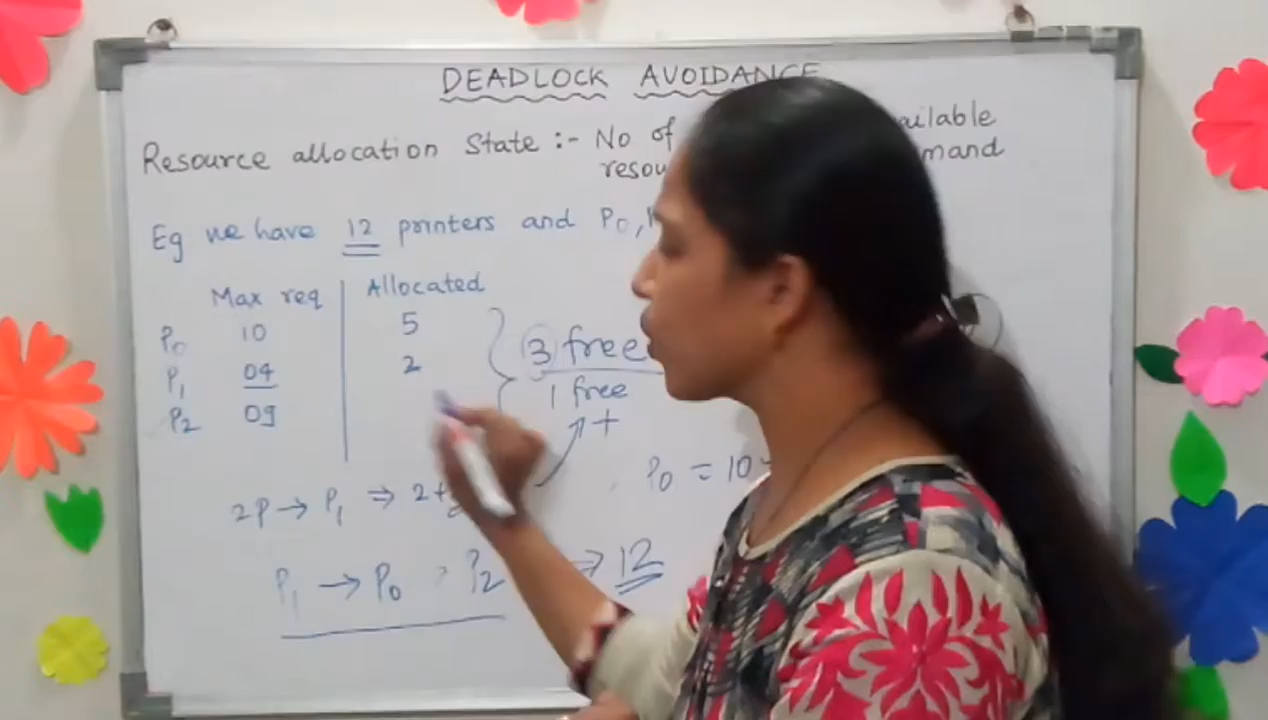 DEADLOCK AVOIDANCE
Resource allocation State :- No of ailable
resou mand
Eg we have 12 printers and P0,
Max req Allocated
P0 10 5
P1 04 2
P2 09
3 free
1 free
+
P0 = 10
2P → P1 ⇒ 2+
P1 → P0 P2 ⇒ 12